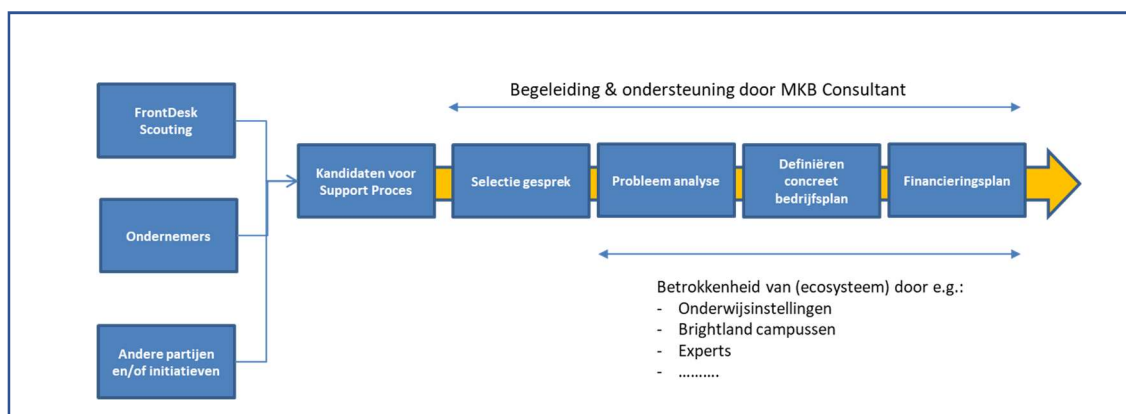 Begeleiding & ondersteuning door MKB Consultant
FrontDesk
Scouting
Ondernemers
Andere partijen
en/of initiatieven
Kandidaten voor
Support Proces
Selectie gesprek
Probleem analyse
Definiëren
concreet
bedrijfsplan
Financieringsplan
Betrokkenheid van (ecosysteem) door e.g.:
- Onderwijsinstellingen
- Brightland campussen
- Experts
- ……….